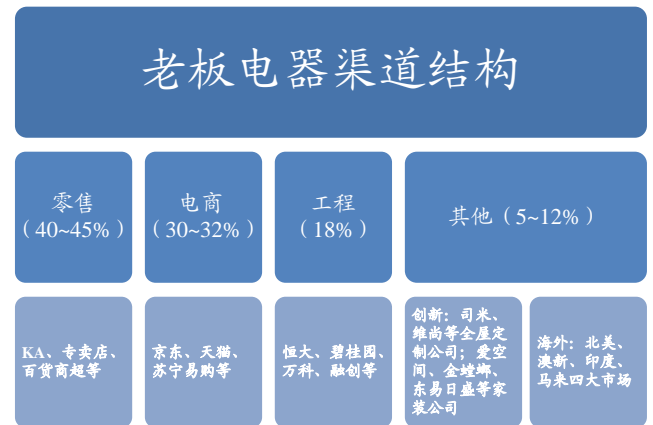 老板电器渠道结构
零售
（40~45%）
电商
（30~32%）
工程
（18%）
其他（5~12%）
KA、专卖店、
百货商超等
京东、天猫、
苏宁易购等
恒大、碧桂园、
万科、融创等
创新：司米、
维尚等全屋定
制公司；爱空
间、金螳螂、
东易日盛等家
装公司
海外：北美、
澳新、印度、
马来四大市场